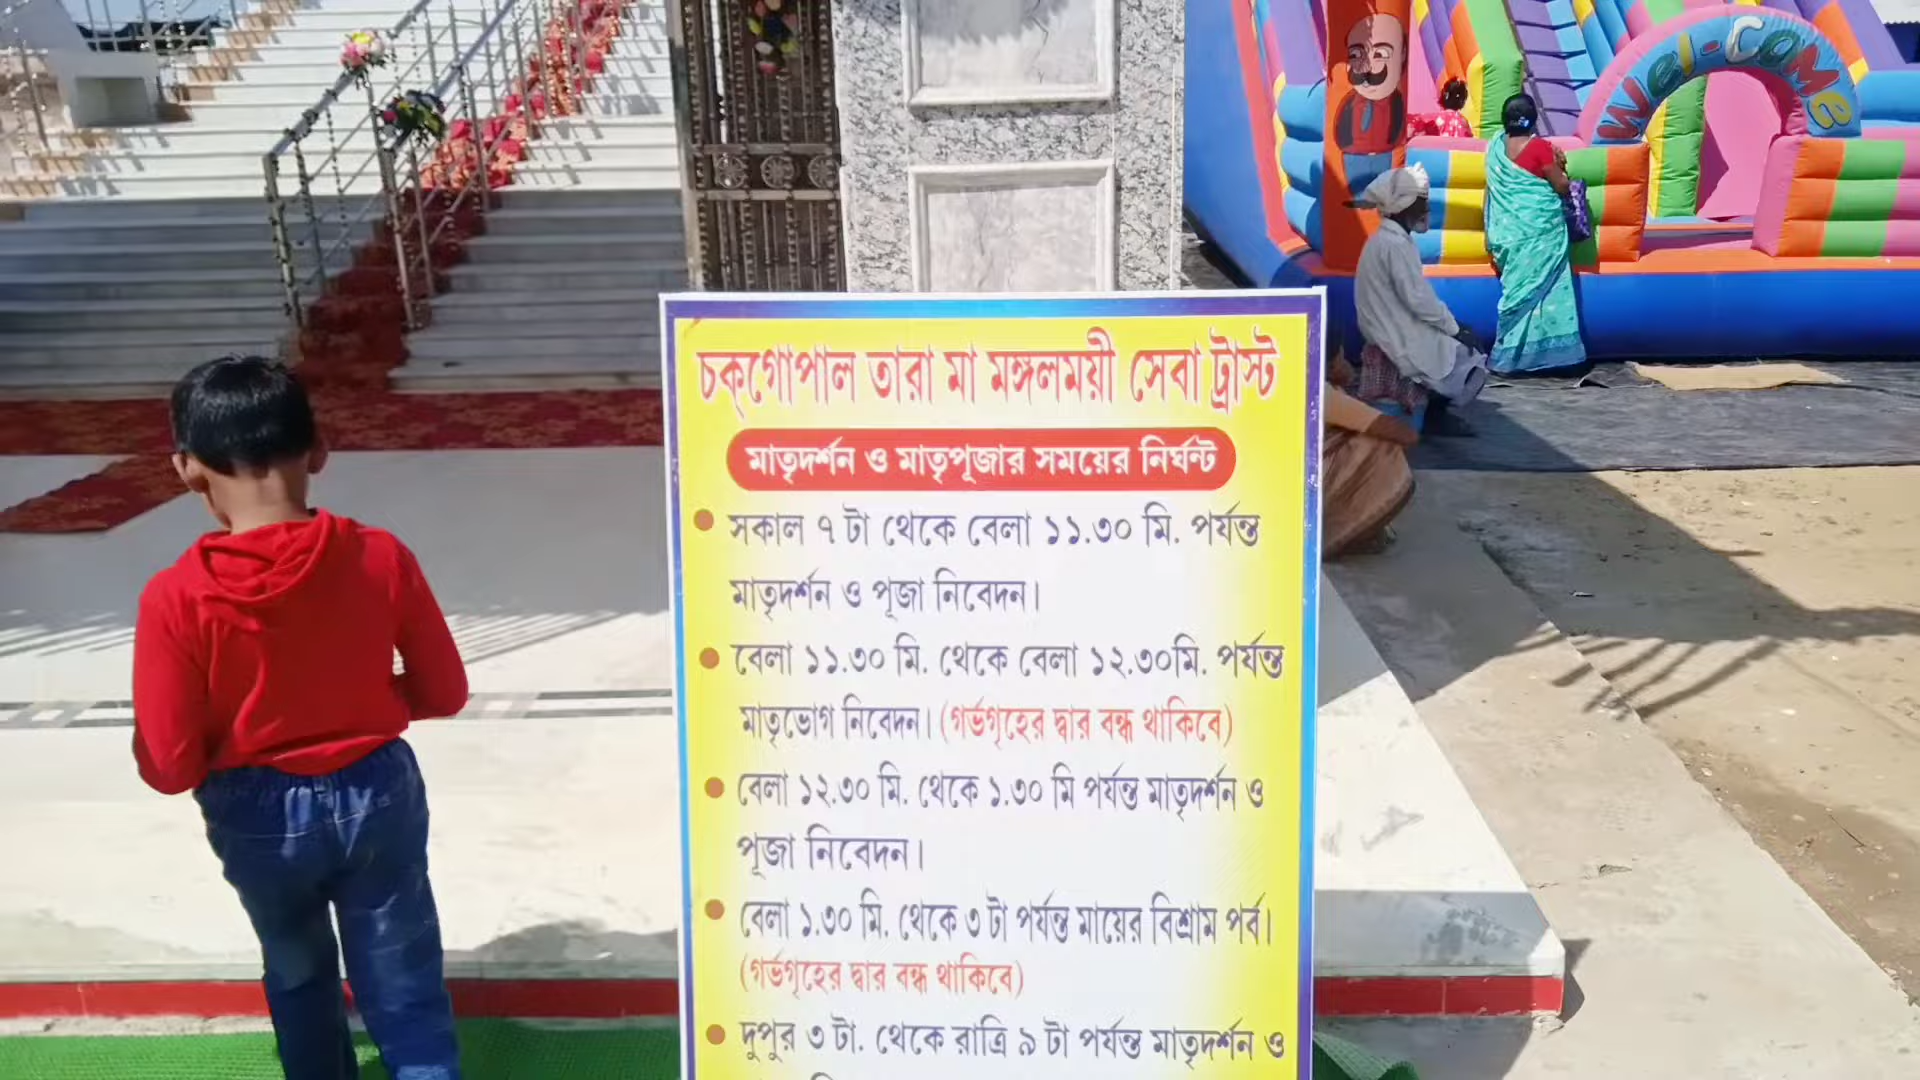 WeL-COMe
চক্‌গোপাল তারা মা মঙ্গলময়ী সেবা ট্রাস্ট
মাতৃদর্শন ও মাতৃপূজার সময়ের নির্ঘন্ট
• সকাল ৭ টা থেকে বেলা ১১.৩০ মি. পর্যন্ত
মাতৃদর্শন ও পূজা নিবেদন।
• বেলা ১১.৩০ মি. থেকে বেলা ১২.৩০মি. পর্যন্ত
মাতৃভোগ নিবেদন। (গর্ভগৃহের দ্বার বন্ধ থাকিবে)
• বেলা ১২.৩০ মি. থেকে ১.৩০ মি পর্যন্ত মাতৃদর্শন ও
পূজা নিবেদন।
• বেলা ১.৩০ মি. থেকে ৩ টা পর্যন্ত মায়ের বিশ্রাম পর্ব।
(গর্ভগৃহের দ্বার বন্ধ থাকিবে)
• দুপুর ৩ টা. থেকে রাত্রি ৯ টা পর্যন্ত মাতৃদর্শন ও